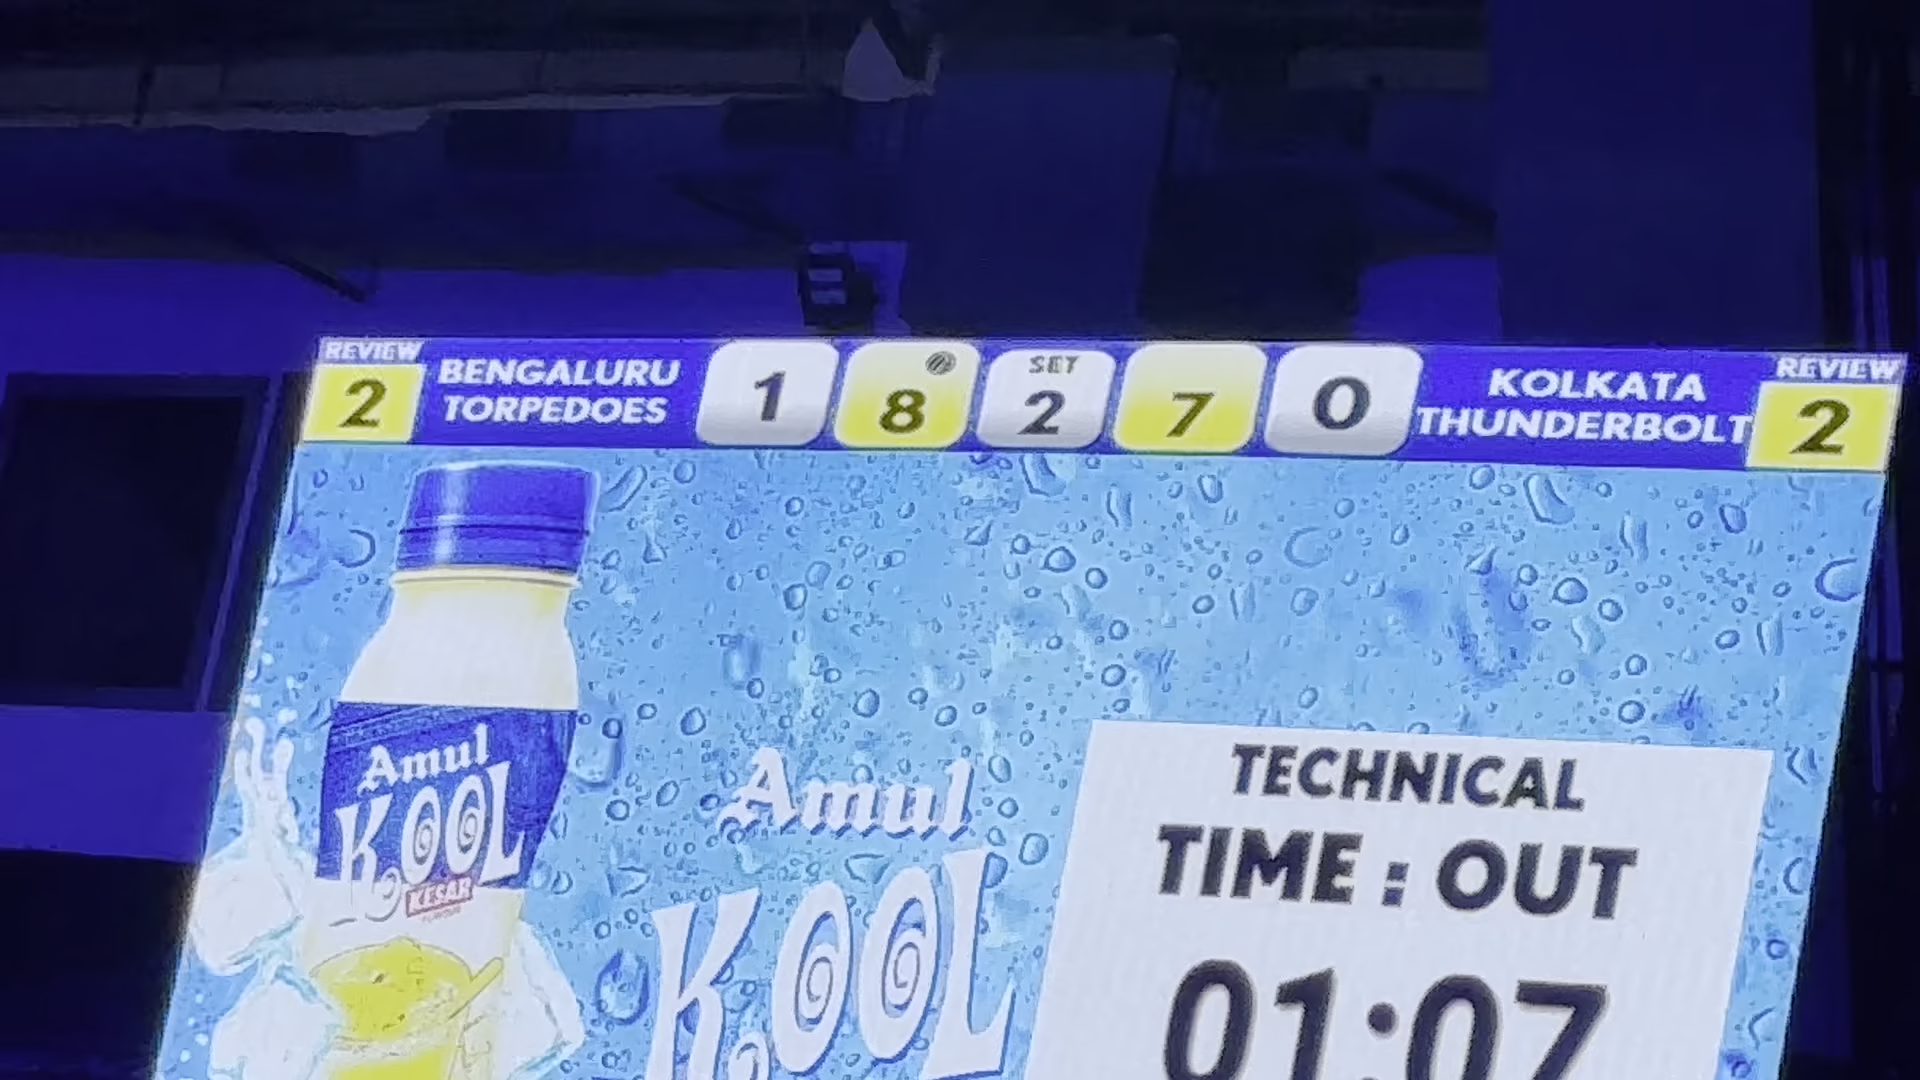 REVIEW
2
BENGALURU
TORPEDOES
1
8
SET
2
7
0
KOLKATA
THUNDERBOLT
REVIEW
2
Amul
KOOL
KESAR
Amul
KOOL
TECHNICAL
TIME : OUT
01:07